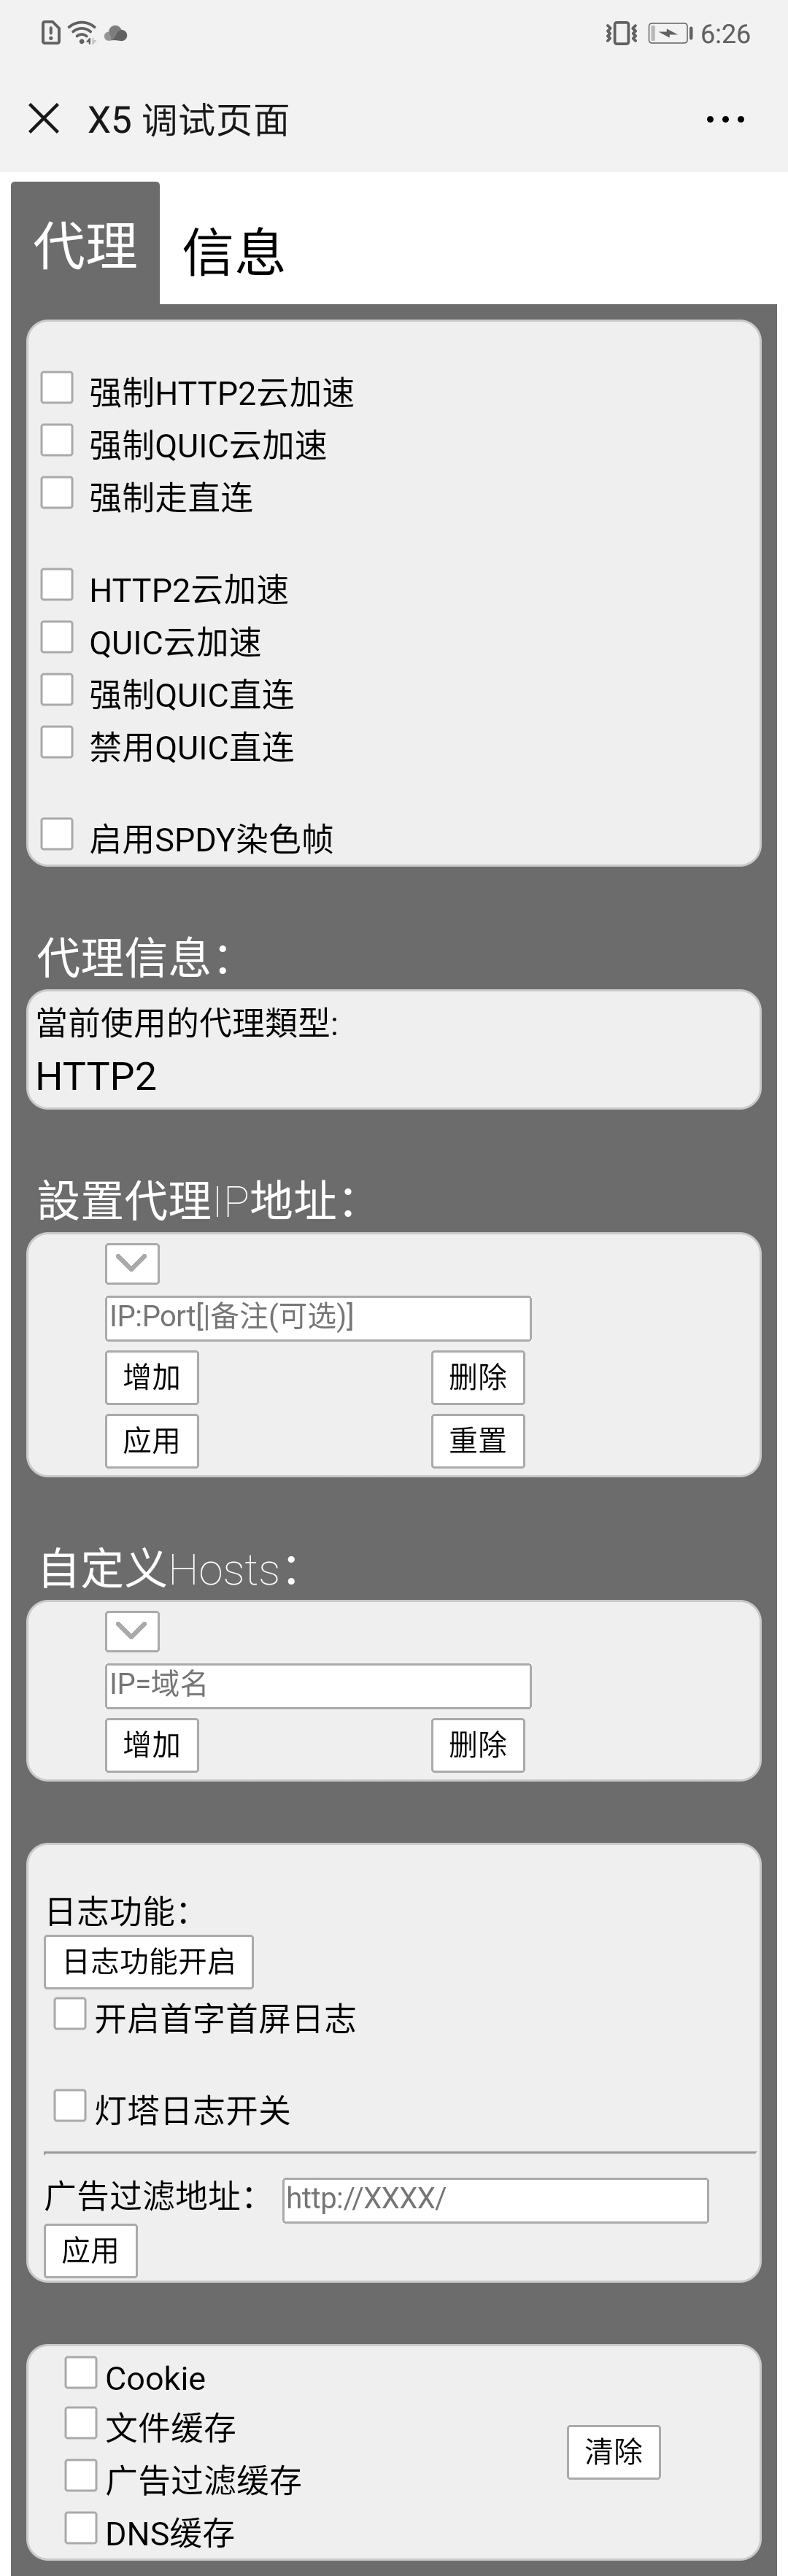 6:26
X5 调试页面
代理 信息
强制HTTP2云加速
强制QUIC云加速
强制走直连
HTTP2云加速
QUIC云加速
强制QUIC直连
禁用QUIC直连
启用SPDY染色帧
代理信息：
當前使用的代理類型:
HTTP2
設置代理IP地址：
IP:Port[|备注(可选)]
增加 删除
应用 重置
自定义Hosts：
IP=域名
增加 删除
日志功能：
日志功能开启
开启首字首屏日志
灯塔日志开关
广告过滤地址： http://XXXX/
应用
Cookie
文件缓存
清除
广告过滤缓存
DNS缓存